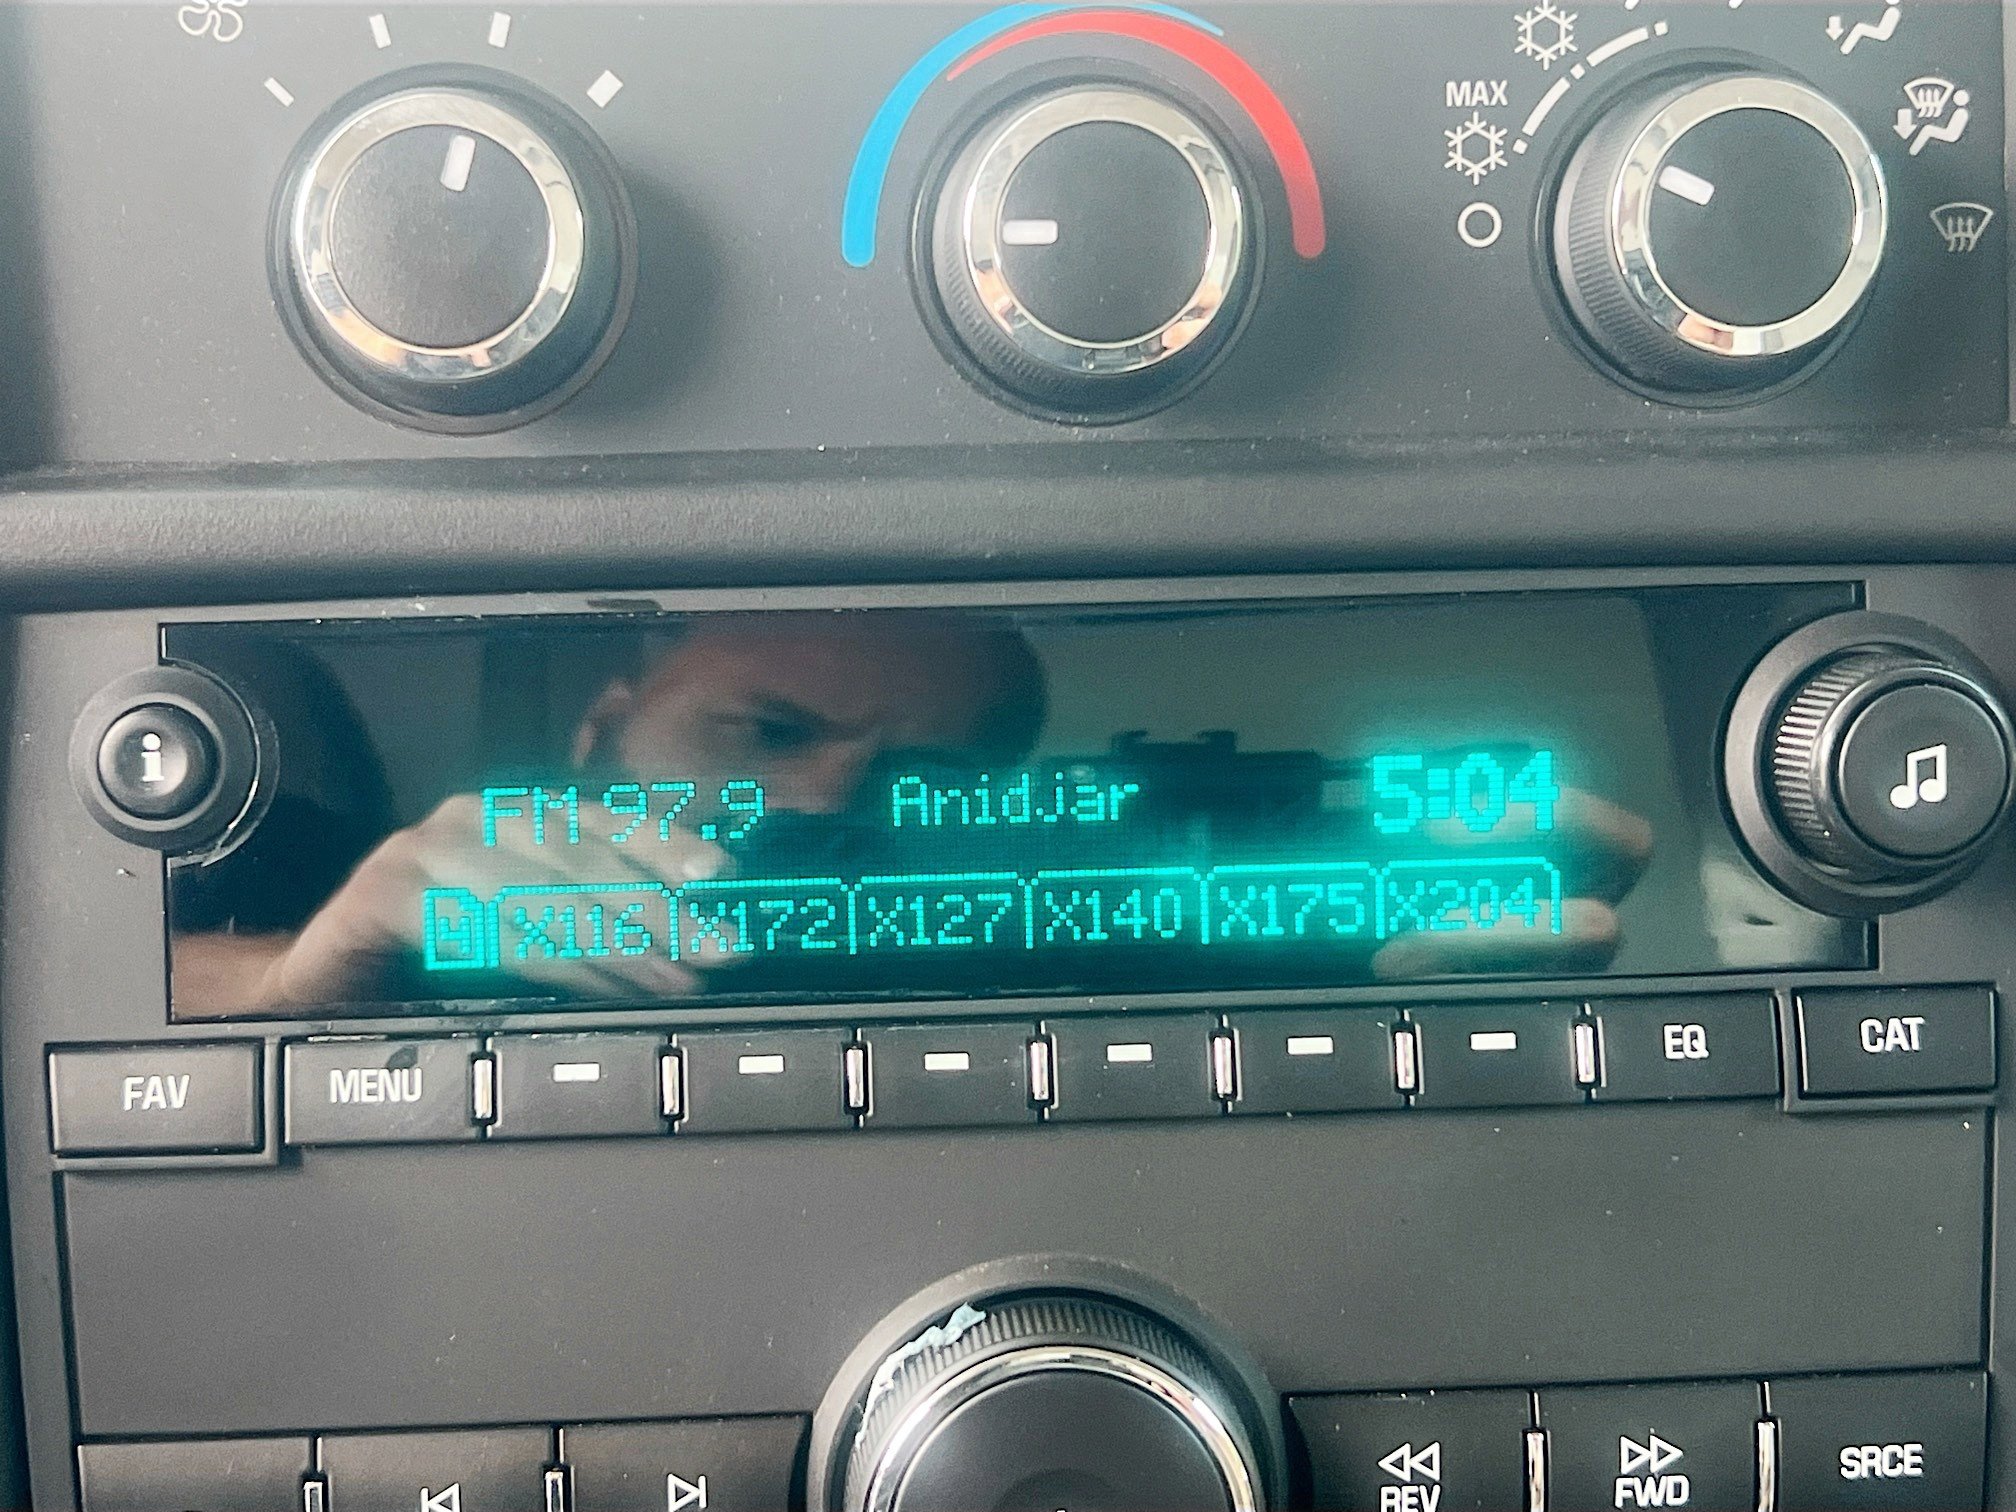 MAX
FM 97.9 Anidjar 5:04
4 X116 X172 X127 X140 X175 X204
i
FAV MENU EQ CAT
REV FWD SRCE